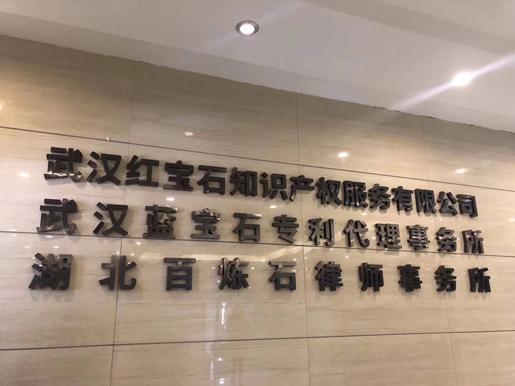 武汉红宝石知识产权服务有限公司
武汉蓝宝石专利代理事务所
湖北百炼石律师事务所